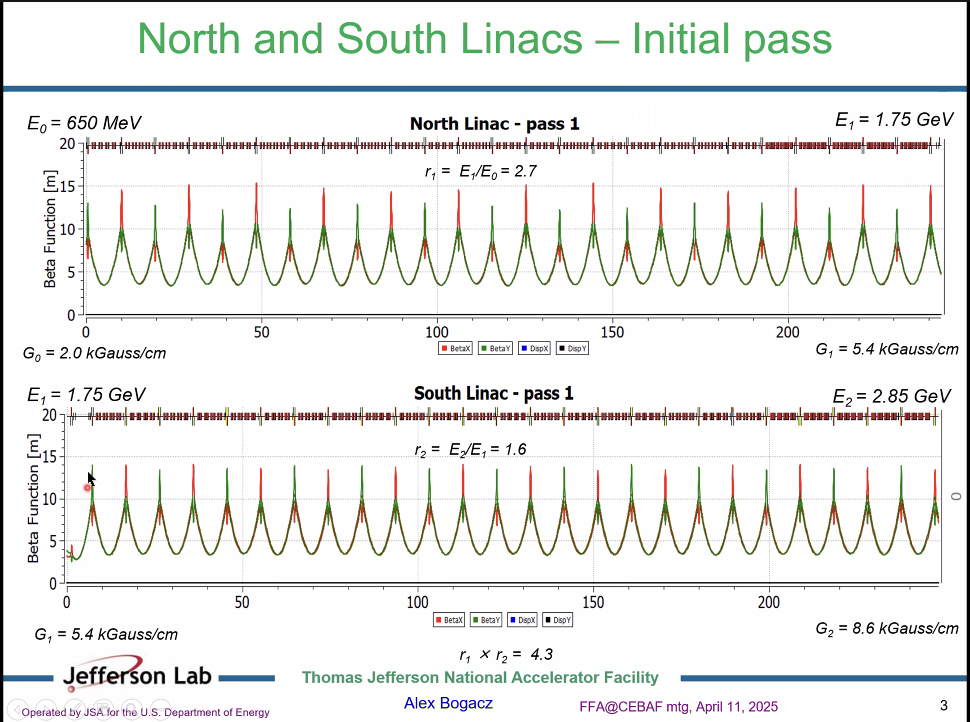 North and South Linacs – Initial pass
E0 = 650 MeV
North Linac - pass 1
E1 = 1.75 GeV
r1 = E1/E0 = 2.7
Beta Function [m]
20
15
10
5
0
0 50 100 150 200
BetaX BetaY DispX DispY
G0 = 2.0 kGauss/cm
G1 = 5.4 kGauss/cm
E1 = 1.75 GeV
South Linac - pass 1
E2 = 2.85 GeV
r2 = E2/E1 = 1.6
Beta Function [m]
20
15
10
5
0
0 50 100 150 200
BetaX BetaY DispX DispY
G1 = 5.4 kGauss/cm
G2 = 8.6 kGauss/cm
r1 × r2 = 4.3
0
Jefferson Lab
Thomas Jefferson National Accelerator Facility
Operated by JSA for the U.S. Department of Energy
Alex Bogacz
FFA@CEBAF mtg, April 11, 2025
3